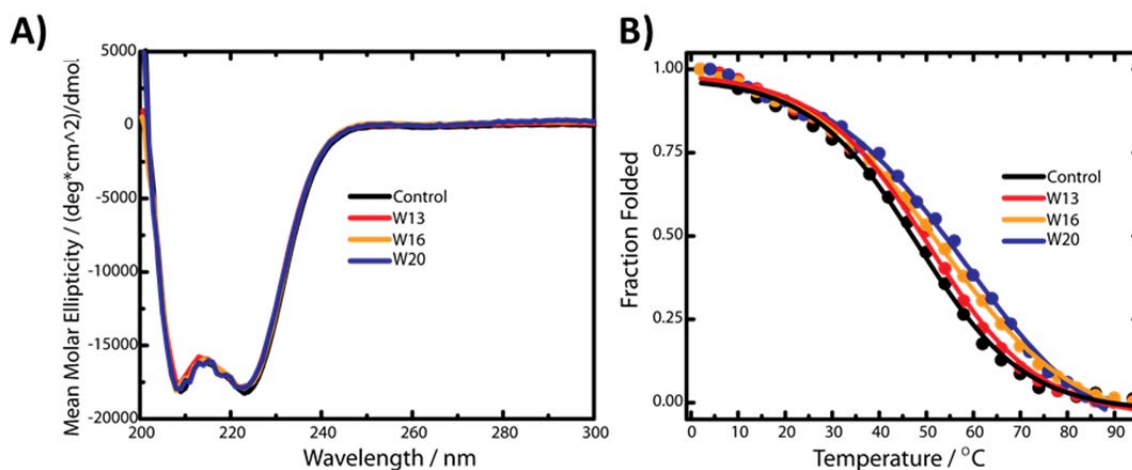 A)
Mean Molar Ellipticity / (deg*cm^2))/dmol
5000
0
-5000
-10000
-15000
-20000
200
220
240
260
280
300
Wavelength / nm
Control
W13
W16
W20
B)
Fraction Folded
1.00
0.75
0.50
0.25
0.00
0
10
20
30
40
50
60
70
80
90
Temperature / °C
Control
W13
W16
W20